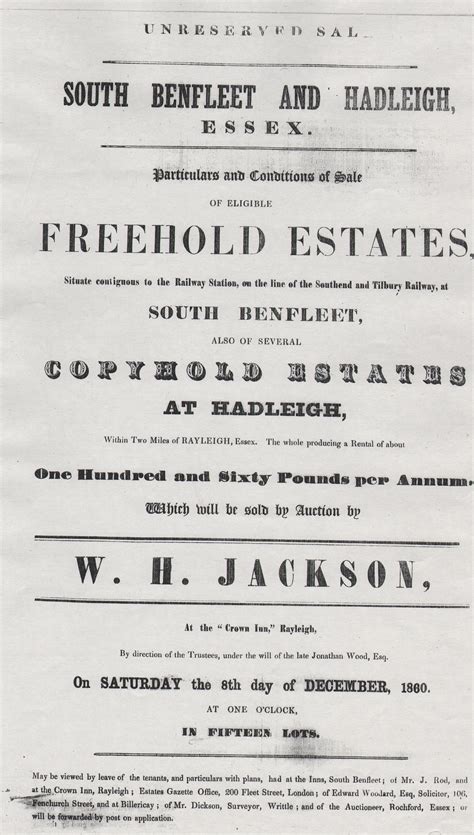 UNRESERVED SAL
SOUTH BENFLEET AND HADLEIGH,
ESSEX.
Particulars and Conditions of Sale
OF ELIGIBLE
FREEHOLD ESTATES,
Situate contignous to the Railway Station, on the line of the Southend and Tilbury Railway, at
SOUTH BENFLEET,
ALSO OF SEVERAL
COPYHOLD ESTATES
AT HADLEIGH,
Within Two Miles of RAYLEIGH, Essex. The whole producing a Rental of about
One Hundred and Sixty Pounds per Annum.
Which will be sold by Auction by
W. H. JACKSON,
At the "Crown Inn," Rayleigh,
By direction of the Trustees, under the will of the late Jonathan Wood, Esq.
On SATURDAY the 8th day of DECEMBER, 1860.
AT ONE O'CLOCK,
IN FIFTEEN LOTS.
May be viewed by leave of the tenants, and particulars with plans, had at the Inns, South Benfleet; of Mr. J. Rod, and
at the Crown Inn, Rayleigh; Estates Gazette Office, 200 Fleet Street, London; of Edward Woodard, Esq. Solicitor, 106,
Fenchurch Street, and at Billericay; of Mr. Dickson, Surveyor, Writtle; and of the Auctioneer, Rochford, Essex; or
will be forwarded by post on application.